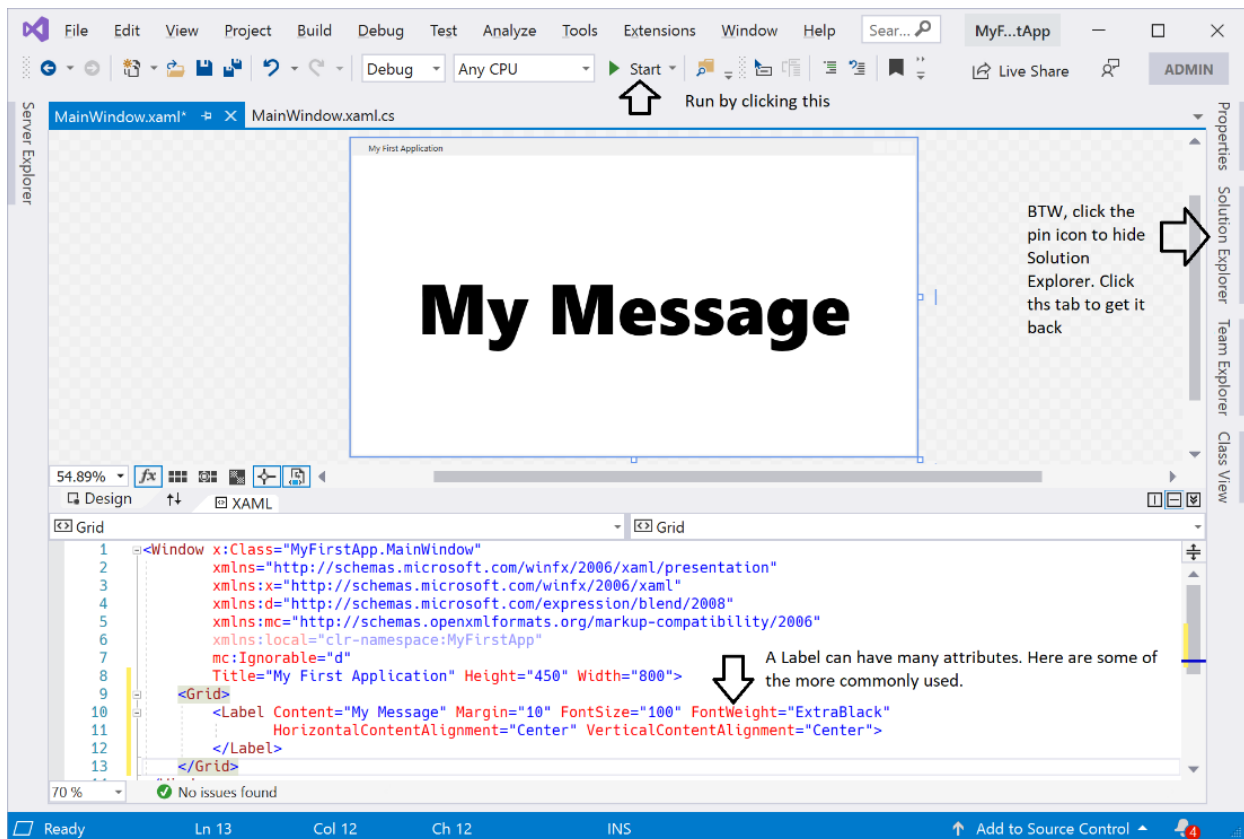 File Edit View Project Build Debug Test Analyze Tools Extensions Window Help Sear... MyF...tApp
Debug Any CPU Start Live Share ADMIN
Run by clicking this
Server Explorer
MainWindow.xaml* MainWindow.xaml.cs
Properties
Solution Explorer
Team Explorer
Class View
My First Application
My Message
BTW, click the
pin icon to hide
Solution
Explorer. Click
ths tab to get it
back
54.89% fx
Design XAML
Grid Grid
1 <Window x:Class="MyFirstApp.MainWindow"
2 xmlns="http://schemas.microsoft.com/winfx/2006/xaml/presentation"
3 xmlns:x="http://schemas.microsoft.com/winfx/2006/xaml"
4 xmlns:d="http://schemas.microsoft.com/expression/blend/2008"
5 xmlns:mc="http://schemas.openxmlformats.org/markup-compatibility/2006"
6 xmlns:local="clr-namespace:MyFirstApp"
7 mc:Ignorable="d"
8 Title="My First Application" Height="450" Width="800">
A Label can have many attributes. Here are some of
the more commonly used.
9 <Grid>
10 <Label Content="My Message" Margin="10" FontSize="100" FontWeight="ExtraBlack"
11 HorizontalContentAlignment="Center" VerticalContentAlignment="Center">
12 </Label>
13 </Grid>
70 % No issues found
Ready Ln 13 Col 12 Ch 12 INS Add to Source Control 4